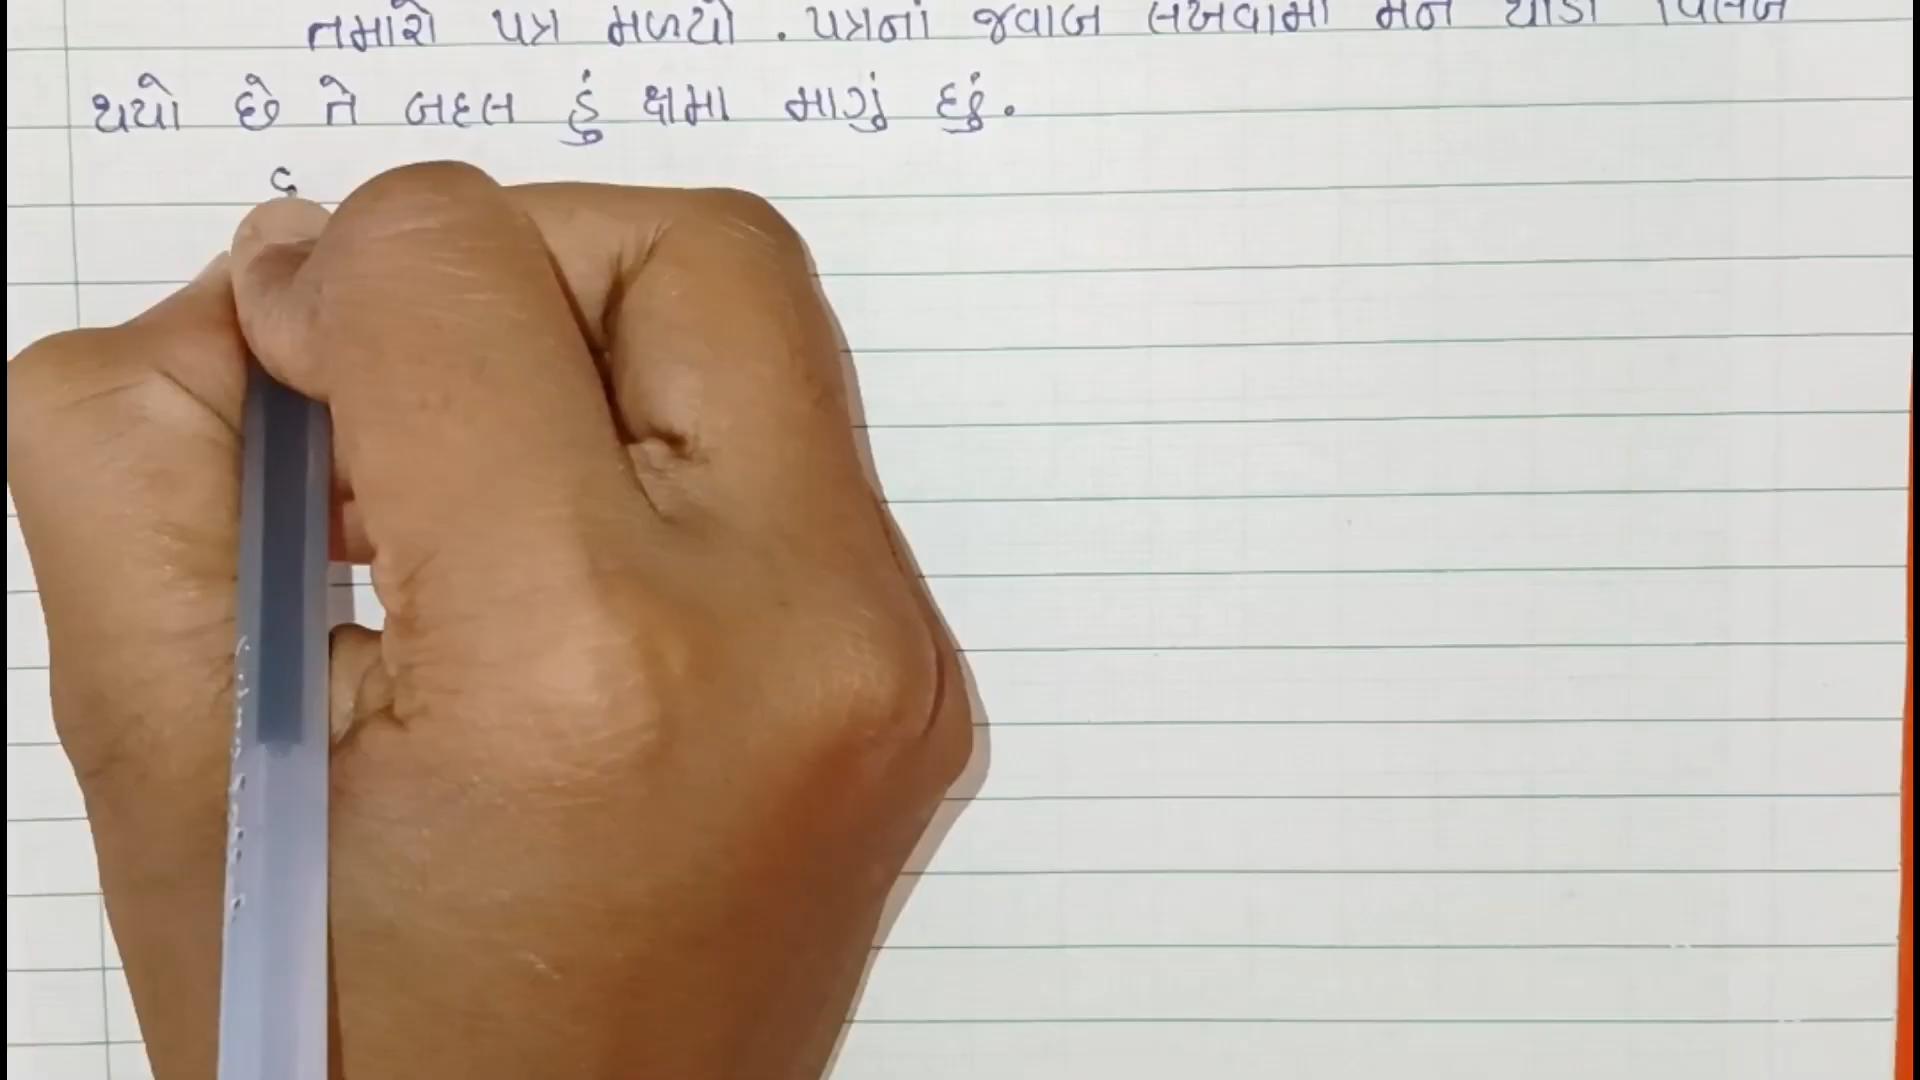 તમારો પત્ર મળ્યો . પત્રનાં જવાબ લખવામાં મને થોડો વિલંબ
થયો છે તે બદલ હું ક્ષમા માગું છું.